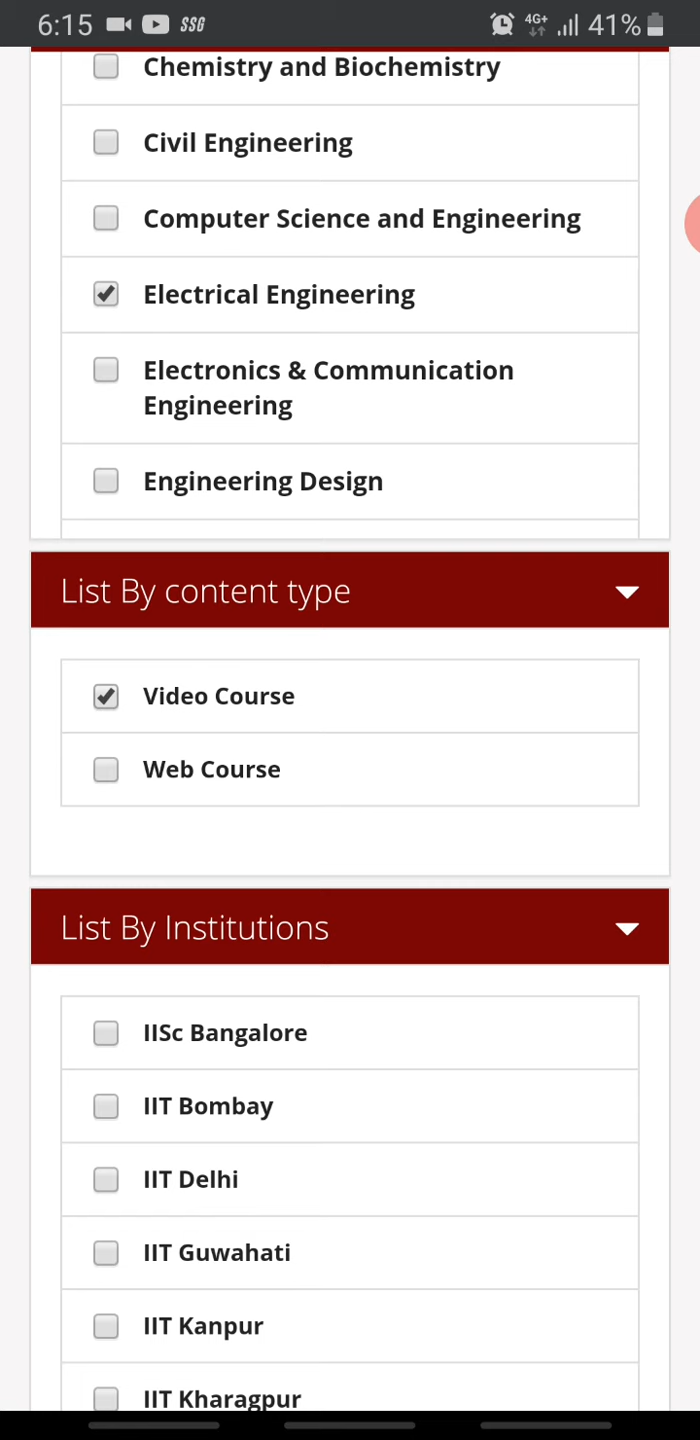 6:15 SSG 4G+ 41%
Chemistry and Biochemistry
Civil Engineering
Computer Science and Engineering
Electrical Engineering
Electronics & Communication
Engineering
Engineering Design
List By content type
Video Course
Web Course
List By Institutions
IISc Bangalore
IIT Bombay
IIT Delhi
IIT Guwahati
IIT Kanpur
IIT Kharagpur